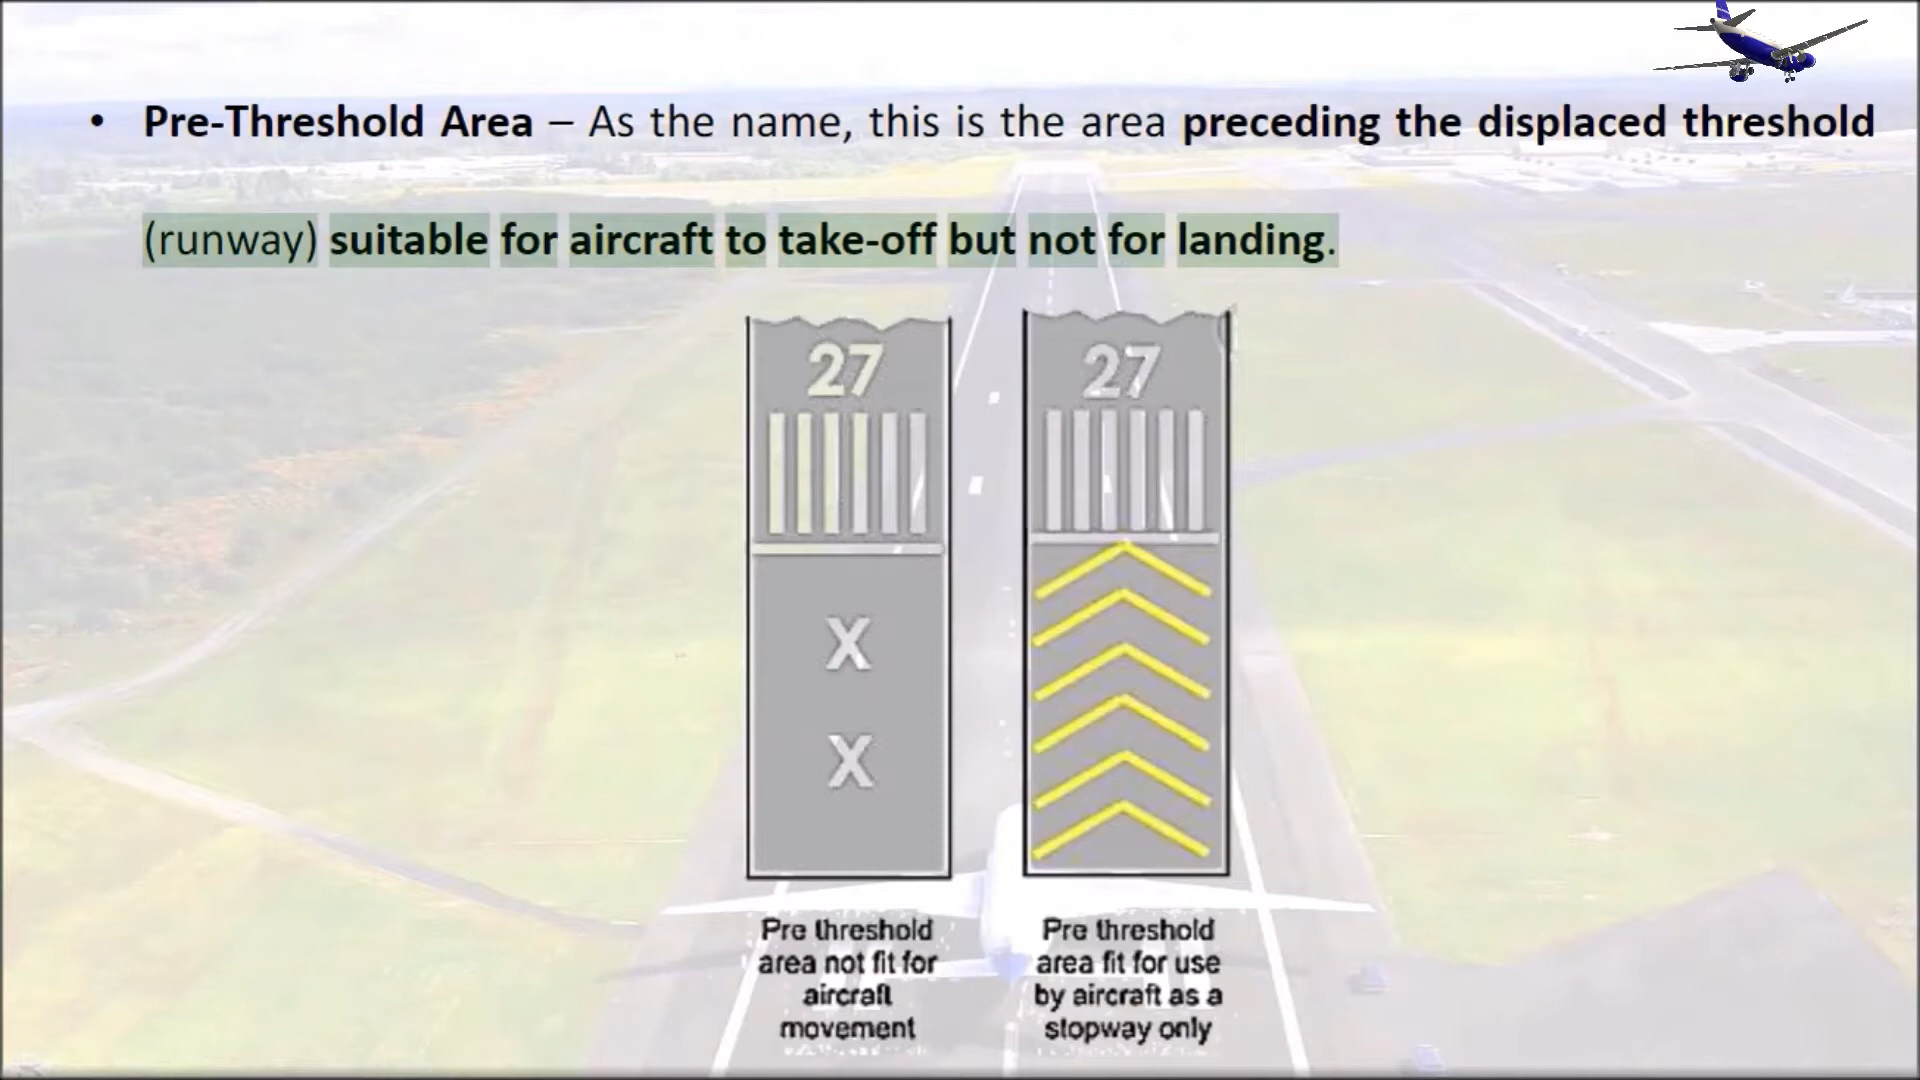 • Pre-Threshold Area – As the name, this is the area preceding the displaced threshold
(runway) suitable for aircraft to take-off but not for landing.
27
X
X
Pre threshold
area not fit for
aircraft
movement
27
Pre threshold
area fit for use
by aircraft as a
stopway only